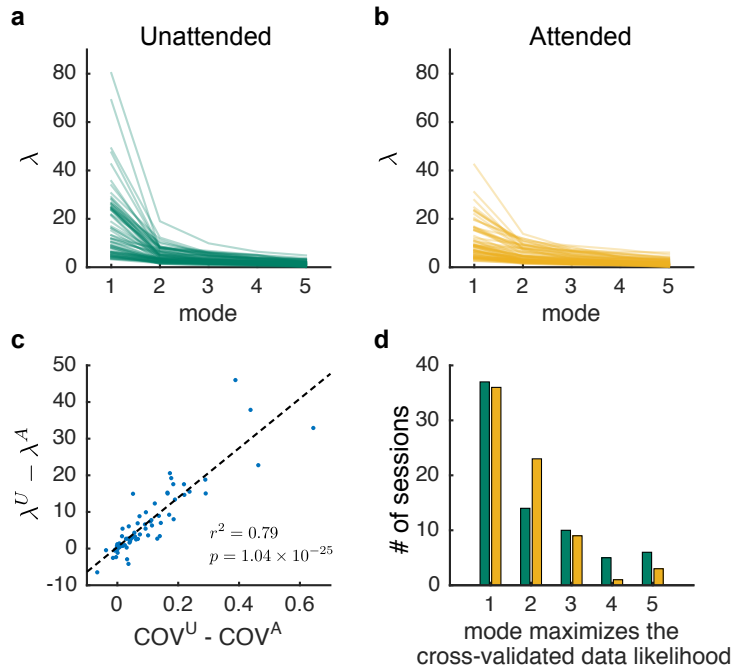 a
Unattended
b
Attended
80
60
40
20
0
λ
1 2 3 4 5
mode
80
60
40
20
0
λ
1 2 3 4 5
mode
c
50
40
30
20
10
0
-10
λ^U − λ^A
r² = 0.79
p = 1.04 × 10⁻²⁵
0 0.2 0.4 0.6
COV^U - COV^A
d
40
30
20
10
0
# of sessions
1 2 3 4 5
mode maximizes the
cross-validated data likelihood